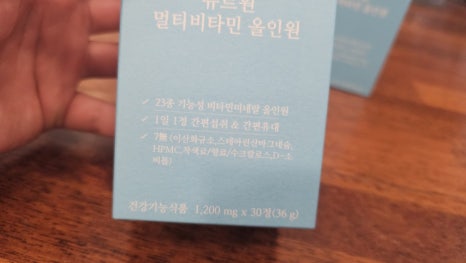 뉴트원
멀티비타민 올인원
✓ 23종 기능성 비타민미네랄 올인원
✓ 1일 1정 간편섭취 & 간편휴대
✓ 7無 (이산화규소,스테아린산마그네슘,
HPMC,착색료/향료/수크랄로스,D-소
비톨)
건강기능식품 1,200 mg x 30정(36 g)